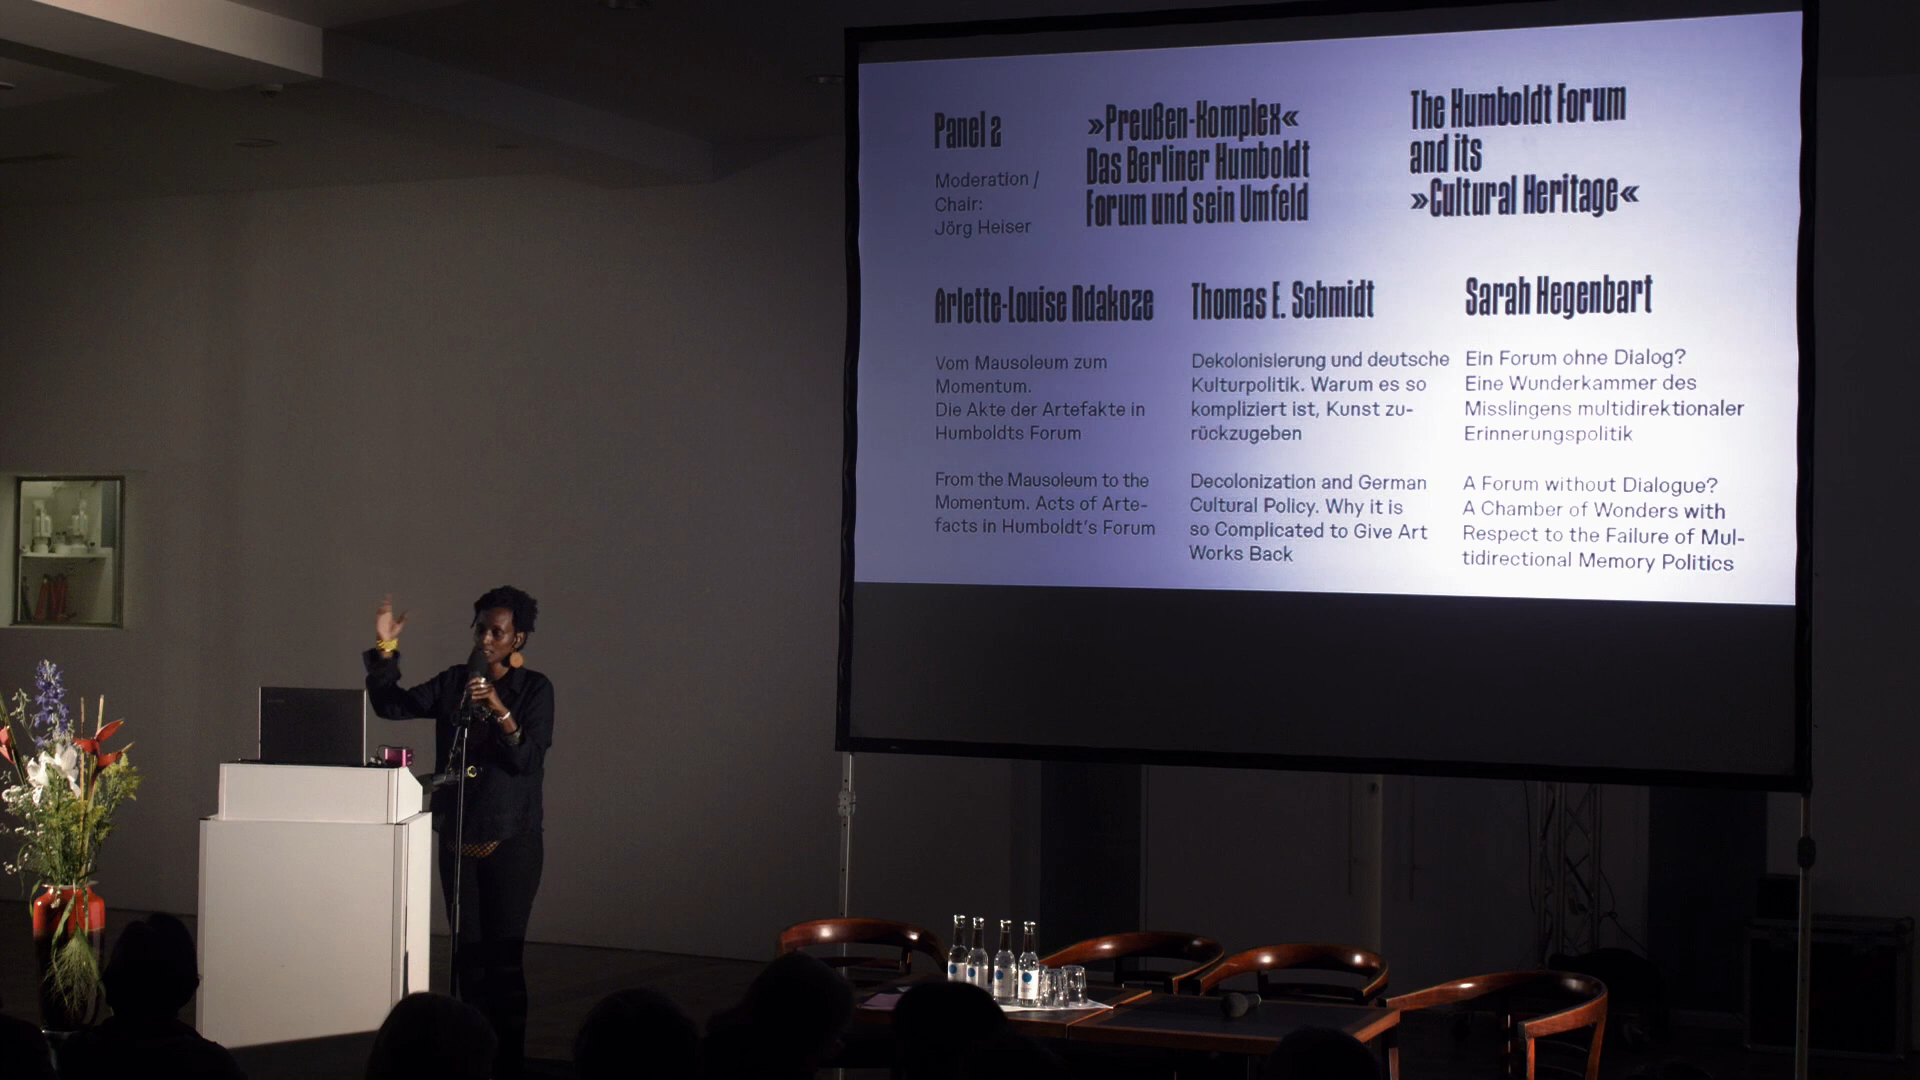 Panel 2
Moderation /
Chair:
Jörg Heiser
»Preußen-Komplex«
Das Berliner Humboldt
Forum und sein Umfeld
The Humboldt Forum
and its
»Cultural Heritage«
Arlette-Louise Ndakoze
Vom Mausoleum zum
Momentum.
Die Akte der Artefakte in
Humboldts Forum
From the Mausoleum to the
Momentum. Acts of Arte-
facts in Humboldt's Forum
Thomas E. Schmidt
Dekolonisierung und deutsche
Kulturpolitik. Warum es so
kompliziert ist, Kunst zu-
rückzugeben
Decolonization and German
Cultural Policy. Why it is
so Complicated to Give Art
Works Back
Sarah Hegenbart
Ein Forum ohne Dialog?
Eine Wunderkammer des
Misslingens multidirektionaler
Erinnerungspolitik
A Forum without Dialogue?
A Chamber of Wonders with
Respect to the Failure of Mul-
tidirectional Memory Politics